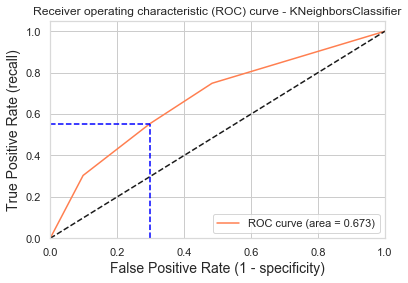 Receiver operating characteristic (ROC) curve - KNeighborsClassifier
1.0
0.8
0.6
0.4
0.2
0.0
True Positive Rate (recall)
ROC curve (area = 0.673)
0.0 0.2 0.4 0.6 0.8 1.0
False Positive Rate (1 - specificity)